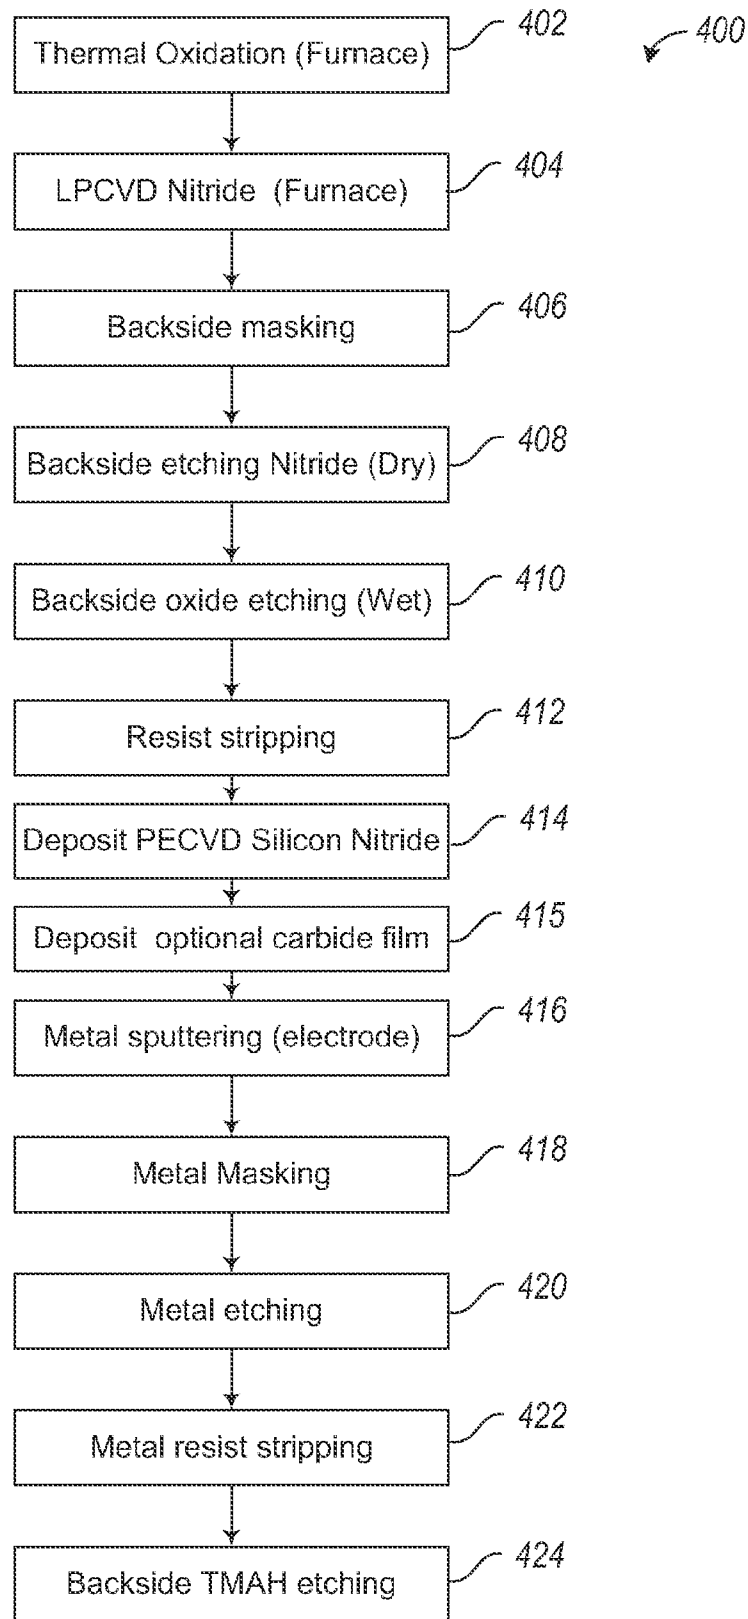 402
400
Thermal Oxidation (Furnace)
404
LPCVD Nitride (Furnace)
406
Backside masking
408
Backside etching Nitride (Dry)
410
Backside oxide etching (Wet)
412
Resist stripping
414
Deposit PECVD Silicon Nitride
415
Deposit optional carbide film
416
Metal sputtering (electrode)
418
Metal Masking
420
Metal etching
422
Metal resist stripping
424
Backside TMAH etching